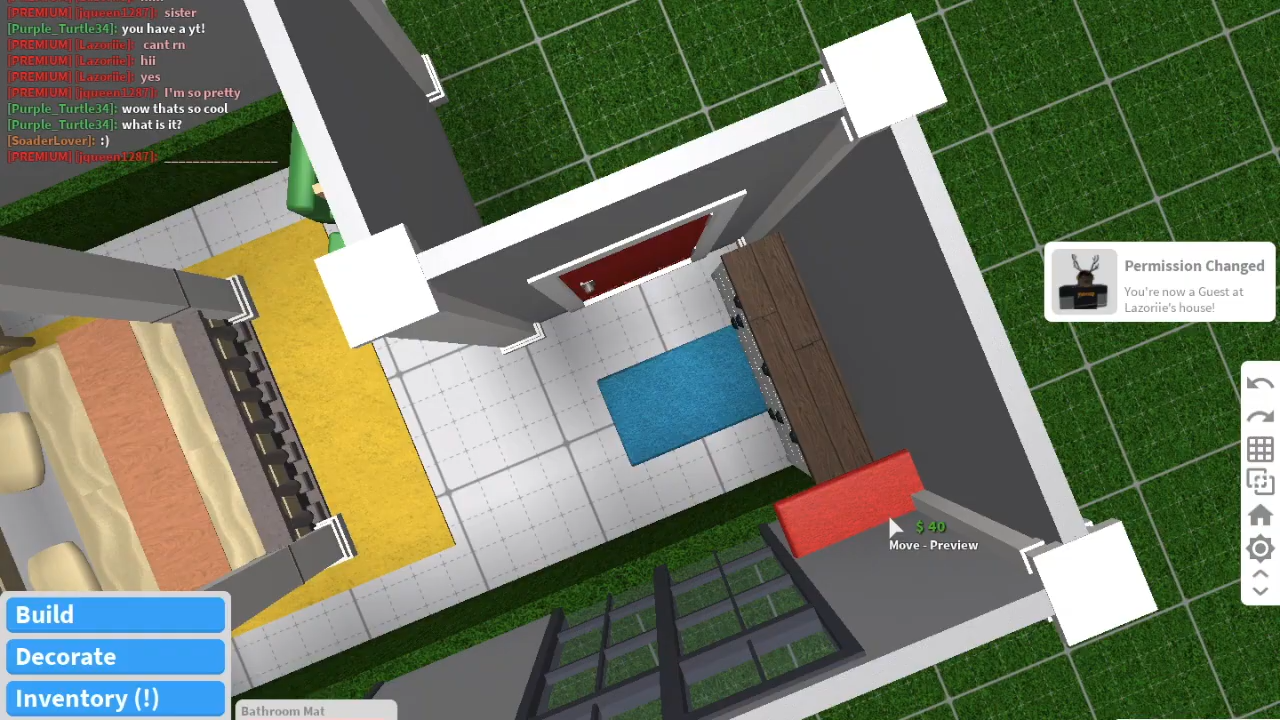 [PREMIUM] [jqueen1287]: sister
[Purple_Turtle34]: you have a yt!
[PREMIUM] [Lazoriie]: cant rn
[PREMIUM] [Lazoriie]: hii
[PREMIUM] [Lazoriie]: yes
[PREMIUM] [jqueen1287]: I'm so pretty
[Purple_Turtle34]: wow thats so cool
[Purple_Turtle34]: what is it?
[SoaderLover]: :)
[PREMIUM] [jqueen1287]: ________________
Permission Changed
You're now a Guest at
Lazoriie's house!
$ 40
Move - Preview
Build
Decorate
Inventory (!)
Bathroom Mat